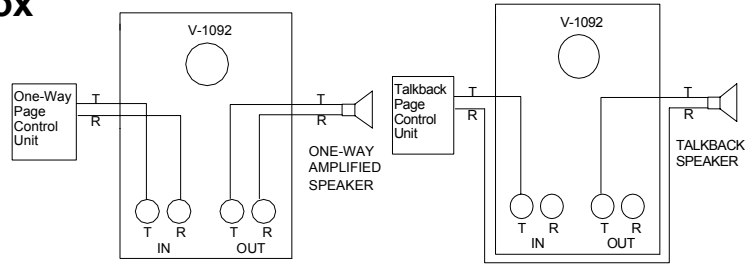 ox
V-1092
One-Way
Page
Control
Unit
T
R
T
R
ONE-WAY
AMPLIFIED
SPEAKER
T
R
T
R
IN
OUT
V-1092
Talkback
Page
Control
Unit
T
R
T
R
TALKBACK
SPEAKER
T
R
T
R
IN
OUT